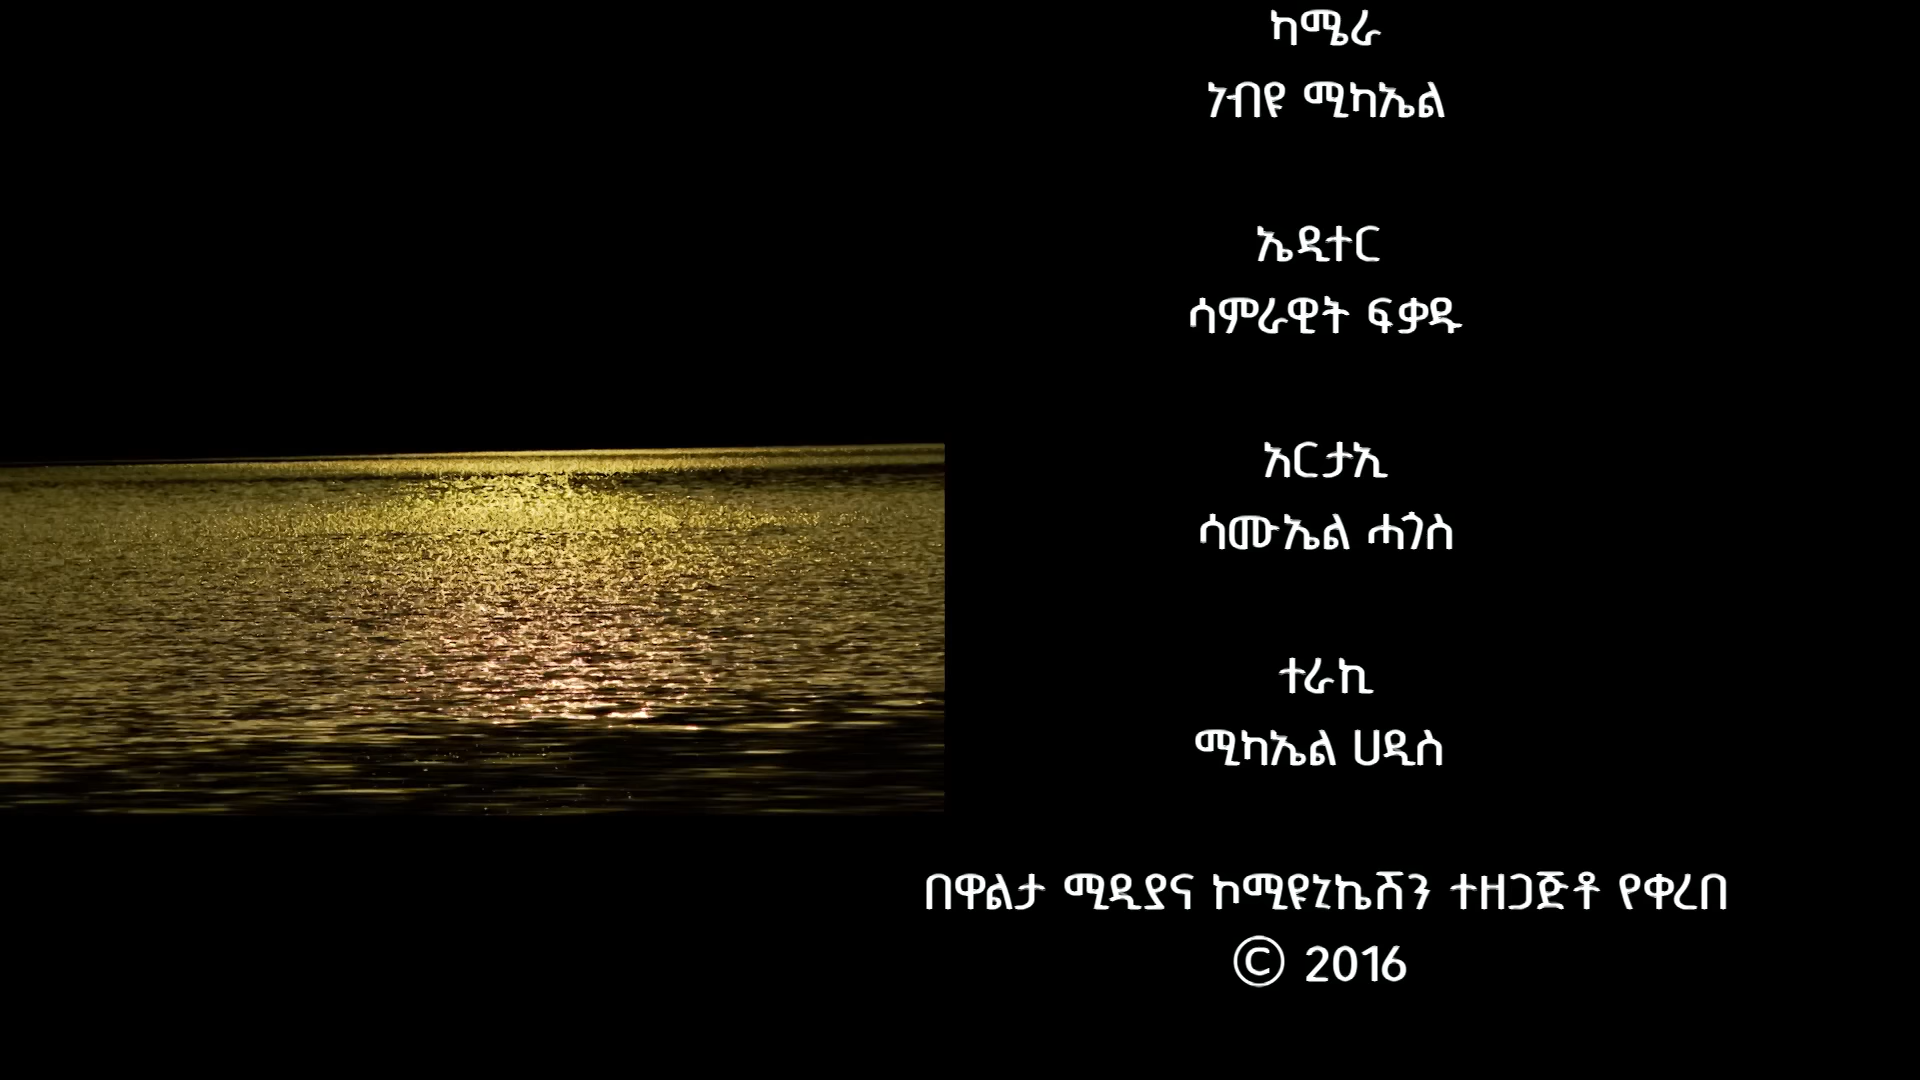 ካሜራ
ነብዩ ሚካኤል
ኤዲተር
ሳምራዊት ፍቃዱ
አርታኢ
ሳሙኤል ሓጎስ
ተራኪ
ሚካኤል ሀዲስ
በዋልታ ሚዲያና ኮሚዩኒኬሽን ተዘጋጅቶ የቀረበ
© 2016